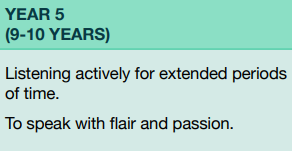 YEAR 5
(9-10 YEARS)
Listening actively for extended periods
of time.
To speak with flair and passion.